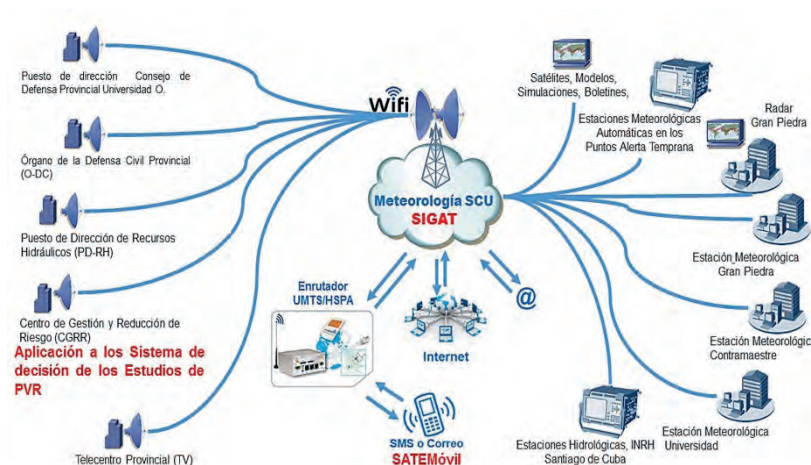 Puesto de dirección Consejo de
Defensa Provincial Universidad O.
Órgano de la Defensa Civil Provincial
(O-DC)
Puesto de Dirección de Recursos
Hidráulicos (PD-RH)
Centro de Gestión y Reducción de
Riesgo (CGRR)
Aplicación a los Sistema de
decisión de los Estudios de
PVR
Telecentro Provincial (TV)
Wifi
Meteorología SCU
SIGAT
Enrutador
UMTS/HSPA
Internet
@
SMS o Correo
SATEMóvil
Satélites, Modelos,
Simulaciones, Boletines,
Estaciones Meteorológicas
Automáticas en los
Puntos Alerta Temprana
Radar
Gran Piedra
Estación Meteorológica
Gran Piedra
Estación Meteorológic
Contramaestre
Estación Meteorológica
Universidad
Estaciones Hidrológicas, INRH
Santiago de Cuba